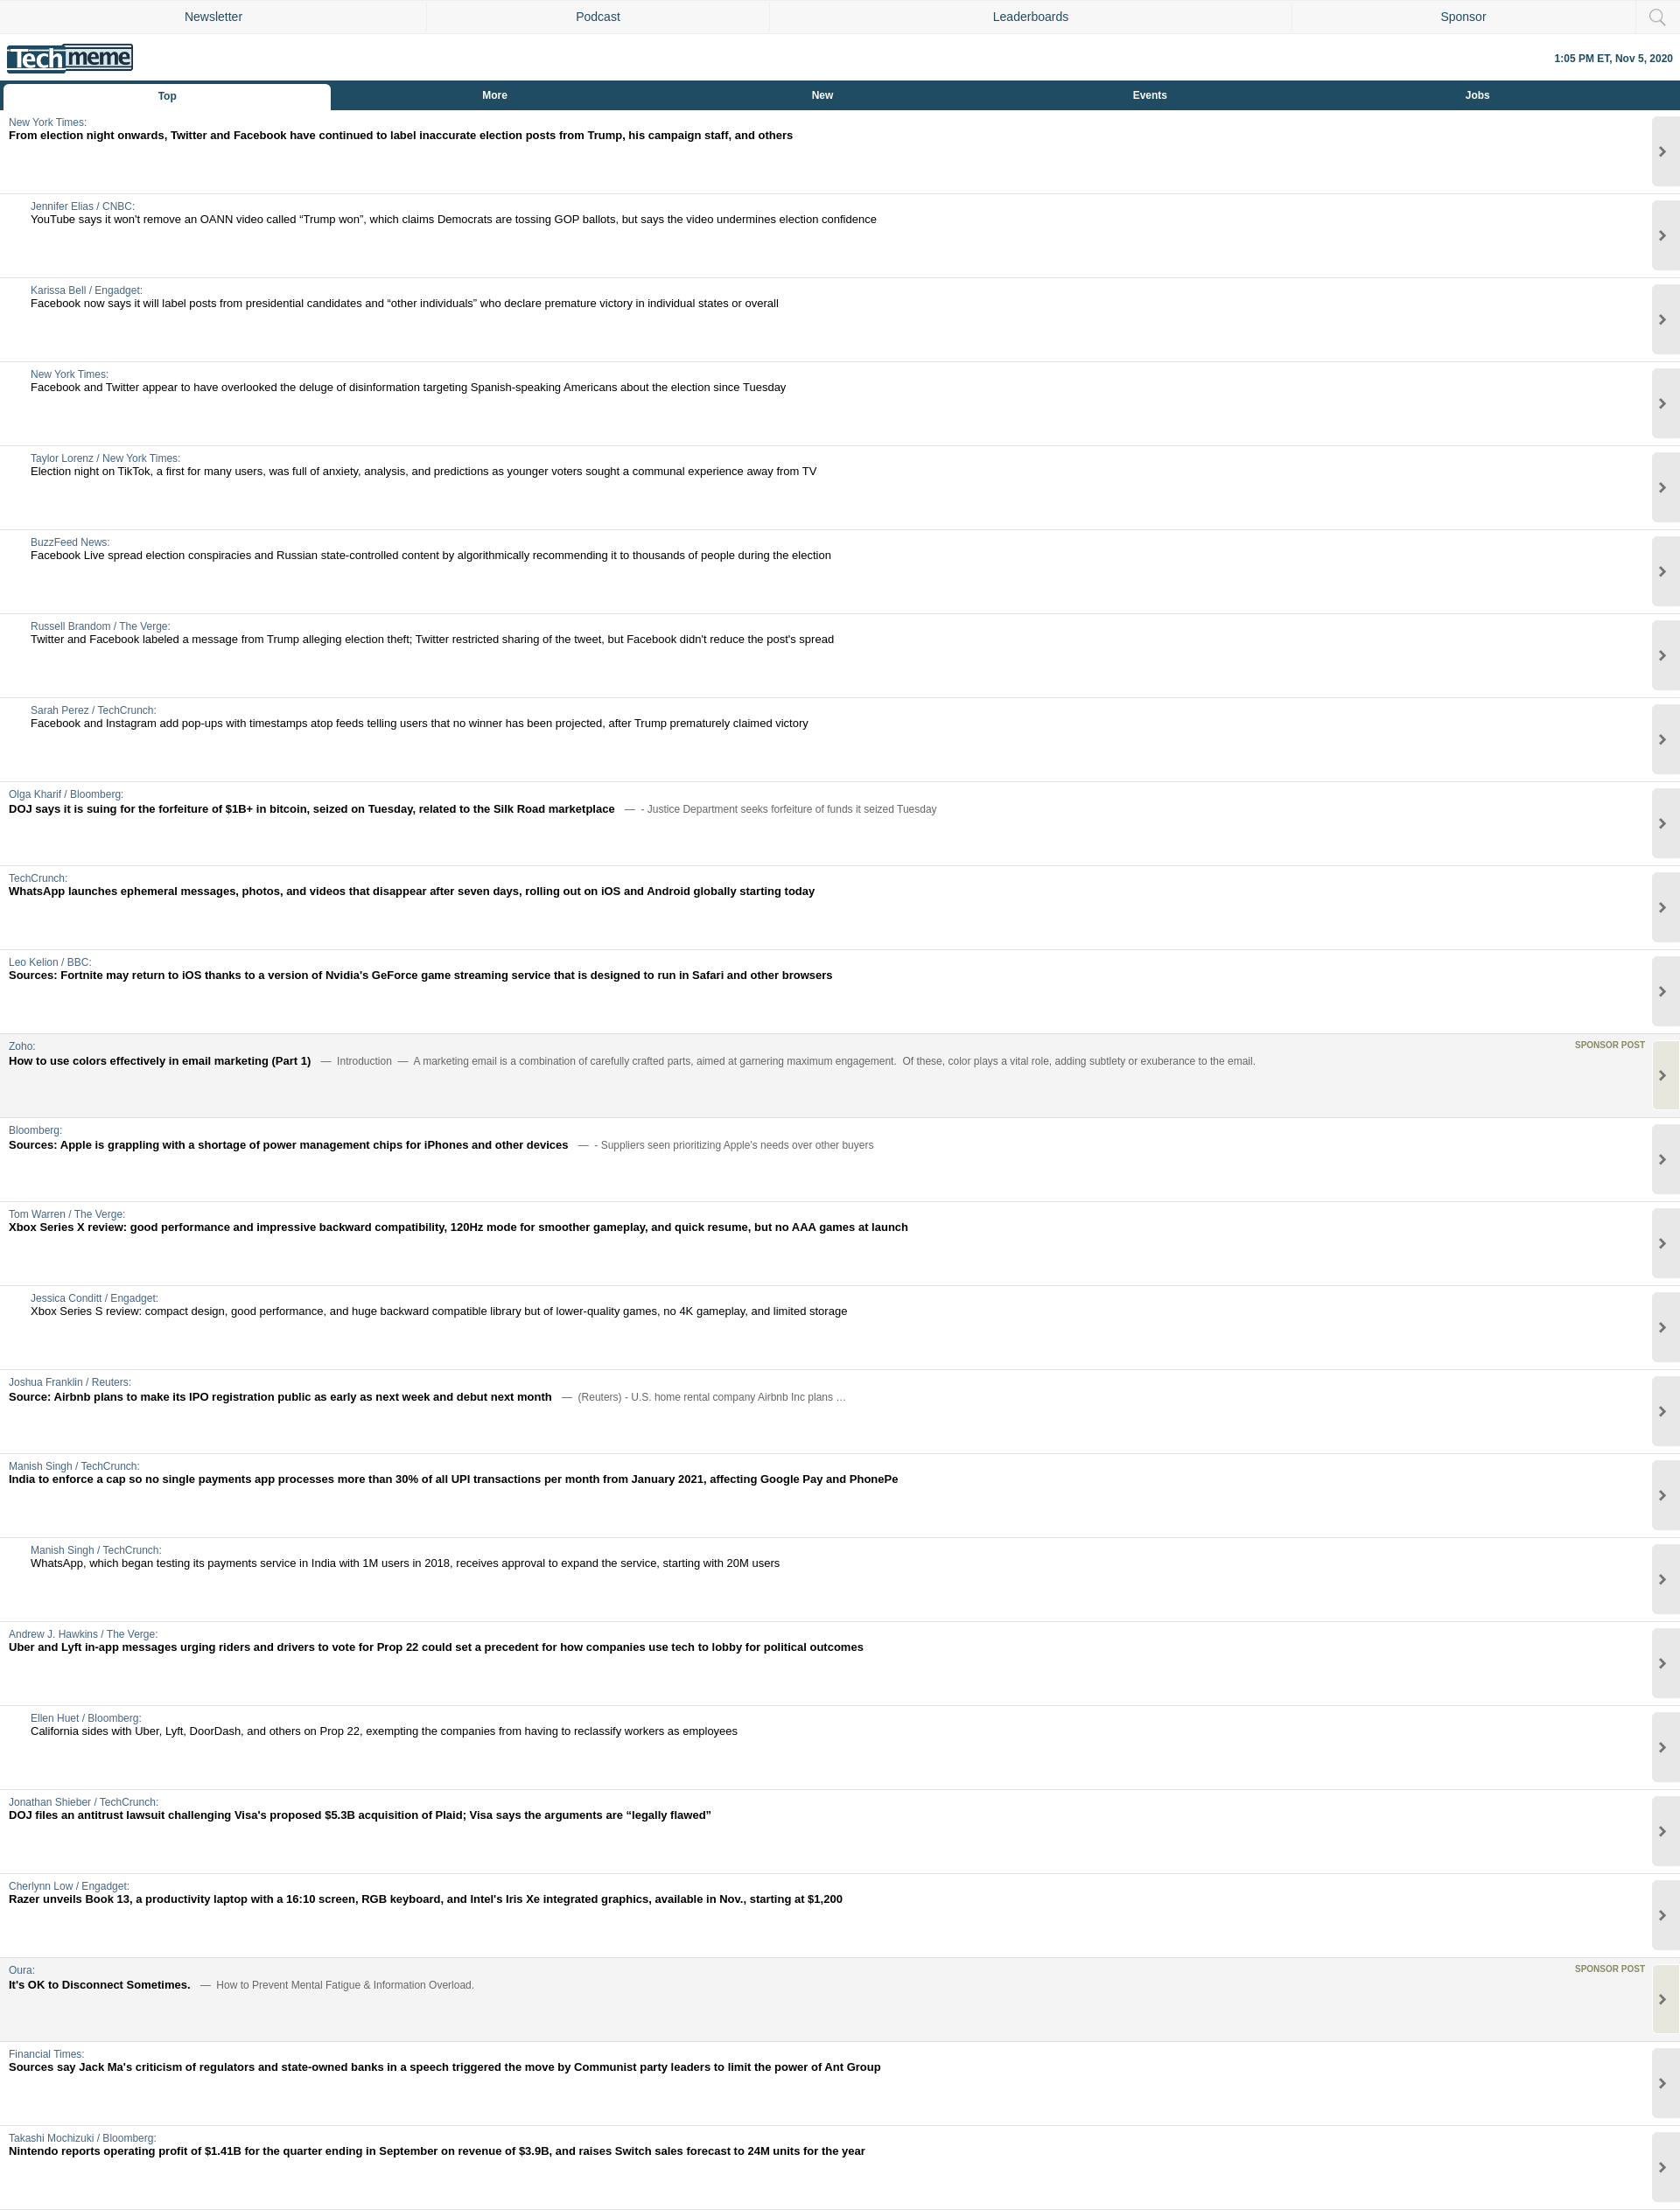 Newsletter
Podcast
Leaderboards
Sponsor
Techmeme
1:05 PM ET, Nov 5, 2020
Top
More
New
Events
Jobs
New York Times:
From election night onwards, Twitter and Facebook have continued to label inaccurate election posts from Trump, his campaign staff, and others
Jennifer Elias / CNBC:
YouTube says it won't remove an OANN video called “Trump won”, which claims Democrats are tossing GOP ballots, but says the video undermines election confidence
Karissa Bell / Engadget:
Facebook now says it will label posts from presidential candidates and “other individuals” who declare premature victory in individual states or overall
New York Times:
Facebook and Twitter appear to have overlooked the deluge of disinformation targeting Spanish-speaking Americans about the election since Tuesday
Taylor Lorenz / New York Times:
Election night on TikTok, a first for many users, was full of anxiety, analysis, and predictions as younger voters sought a communal experience away from TV
BuzzFeed News:
Facebook Live spread election conspiracies and Russian state-controlled content by algorithmically recommending it to thousands of people during the election
Russell Brandom / The Verge:
Twitter and Facebook labeled a message from Trump alleging election theft; Twitter restricted sharing of the tweet, but Facebook didn't reduce the post's spread
Sarah Perez / TechCrunch:
Facebook and Instagram add pop-ups with timestamps atop feeds telling users that no winner has been projected, after Trump prematurely claimed victory
Olga Kharif / Bloomberg:
DOJ says it is suing for the forfeiture of $1B+ in bitcoin, seized on Tuesday, related to the Silk Road marketplace — - Justice Department seeks forfeiture of funds it seized Tuesday
TechCrunch:
WhatsApp launches ephemeral messages, photos, and videos that disappear after seven days, rolling out on iOS and Android globally starting today
Leo Kelion / BBC:
Sources: Fortnite may return to iOS thanks to a version of Nvidia's GeForce game streaming service that is designed to run in Safari and other browsers
Zoho:
SPONSOR POST
How to use colors effectively in email marketing (Part 1) — Introduction — A marketing email is a combination of carefully crafted parts, aimed at garnering maximum engagement. Of these, color plays a vital role, adding subtlety or exuberance to the email.
Bloomberg:
Sources: Apple is grappling with a shortage of power management chips for iPhones and other devices — - Suppliers seen prioritizing Apple's needs over other buyers
Tom Warren / The Verge:
Xbox Series X review: good performance and impressive backward compatibility, 120Hz mode for smoother gameplay, and quick resume, but no AAA games at launch
Jessica Conditt / Engadget:
Xbox Series S review: compact design, good performance, and huge backward compatible library but of lower-quality games, no 4K gameplay, and limited storage
Joshua Franklin / Reuters:
Source: Airbnb plans to make its IPO registration public as early as next week and debut next month — (Reuters) - U.S. home rental company Airbnb Inc plans …
Manish Singh / TechCrunch:
India to enforce a cap so no single payments app processes more than 30% of all UPI transactions per month from January 2021, affecting Google Pay and PhonePe
Manish Singh / TechCrunch:
WhatsApp, which began testing its payments service in India with 1M users in 2018, receives approval to expand the service, starting with 20M users
Andrew J. Hawkins / The Verge:
Uber and Lyft in-app messages urging riders and drivers to vote for Prop 22 could set a precedent for how companies use tech to lobby for political outcomes
Ellen Huet / Bloomberg:
California sides with Uber, Lyft, DoorDash, and others on Prop 22, exempting the companies from having to reclassify workers as employees
Jonathan Shieber / TechCrunch:
DOJ files an antitrust lawsuit challenging Visa's proposed $5.3B acquisition of Plaid; Visa says the arguments are “legally flawed”
Cherlynn Low / Engadget:
Razer unveils Book 13, a productivity laptop with a 16:10 screen, RGB keyboard, and Intel's Iris Xe integrated graphics, available in Nov., starting at $1,200
Oura:
SPONSOR POST
It's OK to Disconnect Sometimes. — How to Prevent Mental Fatigue & Information Overload.
Financial Times:
Sources say Jack Ma's criticism of regulators and state-owned banks in a speech triggered the move by Communist party leaders to limit the power of Ant Group
Takashi Mochizuki / Bloomberg:
Nintendo reports operating profit of $1.41B for the quarter ending in September on revenue of $3.9B, and raises Switch sales forecast to 24M units for the year